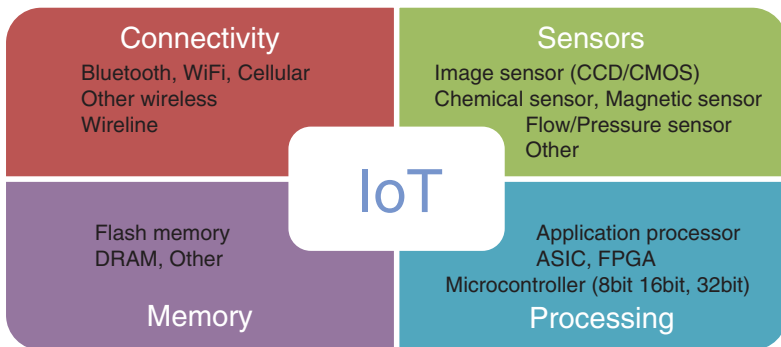 Connectivity
Bluetooth, WiFi, Cellular
Other wireless
Wireline
Sensors
Image sensor (CCD/CMOS)
Chemical sensor, Magnetic sensor
Flow/Pressure sensor
Other
IoT
Flash memory
DRAM, Other
Memory
Application processor
ASIC, FPGA
Microcontroller (8bit 16bit, 32bit)
Processing